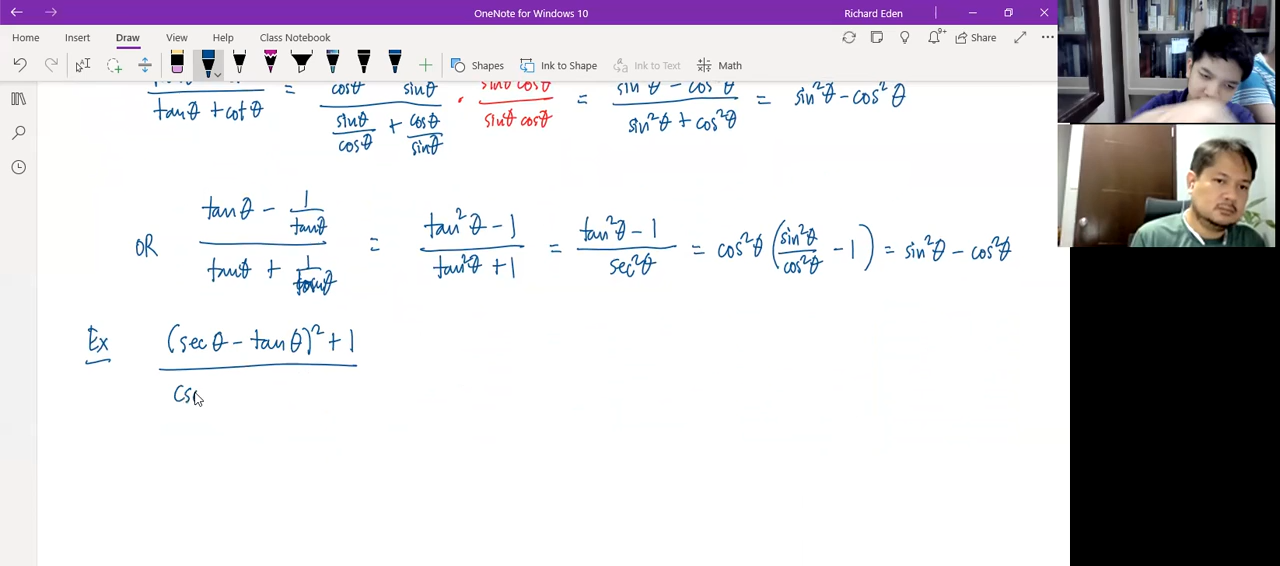 OneNote for Windows 10
Richard Eden
Home Insert Draw View Help Class Notebook
Share
Shapes Ink to Shape Ink to Text Math
tanθ + cotθ = cosθ sinθ / (sinθ/cosθ + cosθ/sinθ) · sinθ cosθ / sinθ cosθ = sin²θ − cos²θ / sin²θ + cos²θ = sin²θ − cos²θ
OR (tanθ − 1/tanθ) / (tanθ + 1/tanθ) = (tan²θ − 1) / (tan²θ + 1) = (tan²θ − 1) / sec²θ = cos²θ (sin²θ/cos²θ − 1) = sin²θ − cos²θ
Ex (secθ − tanθ)² + 1
csc